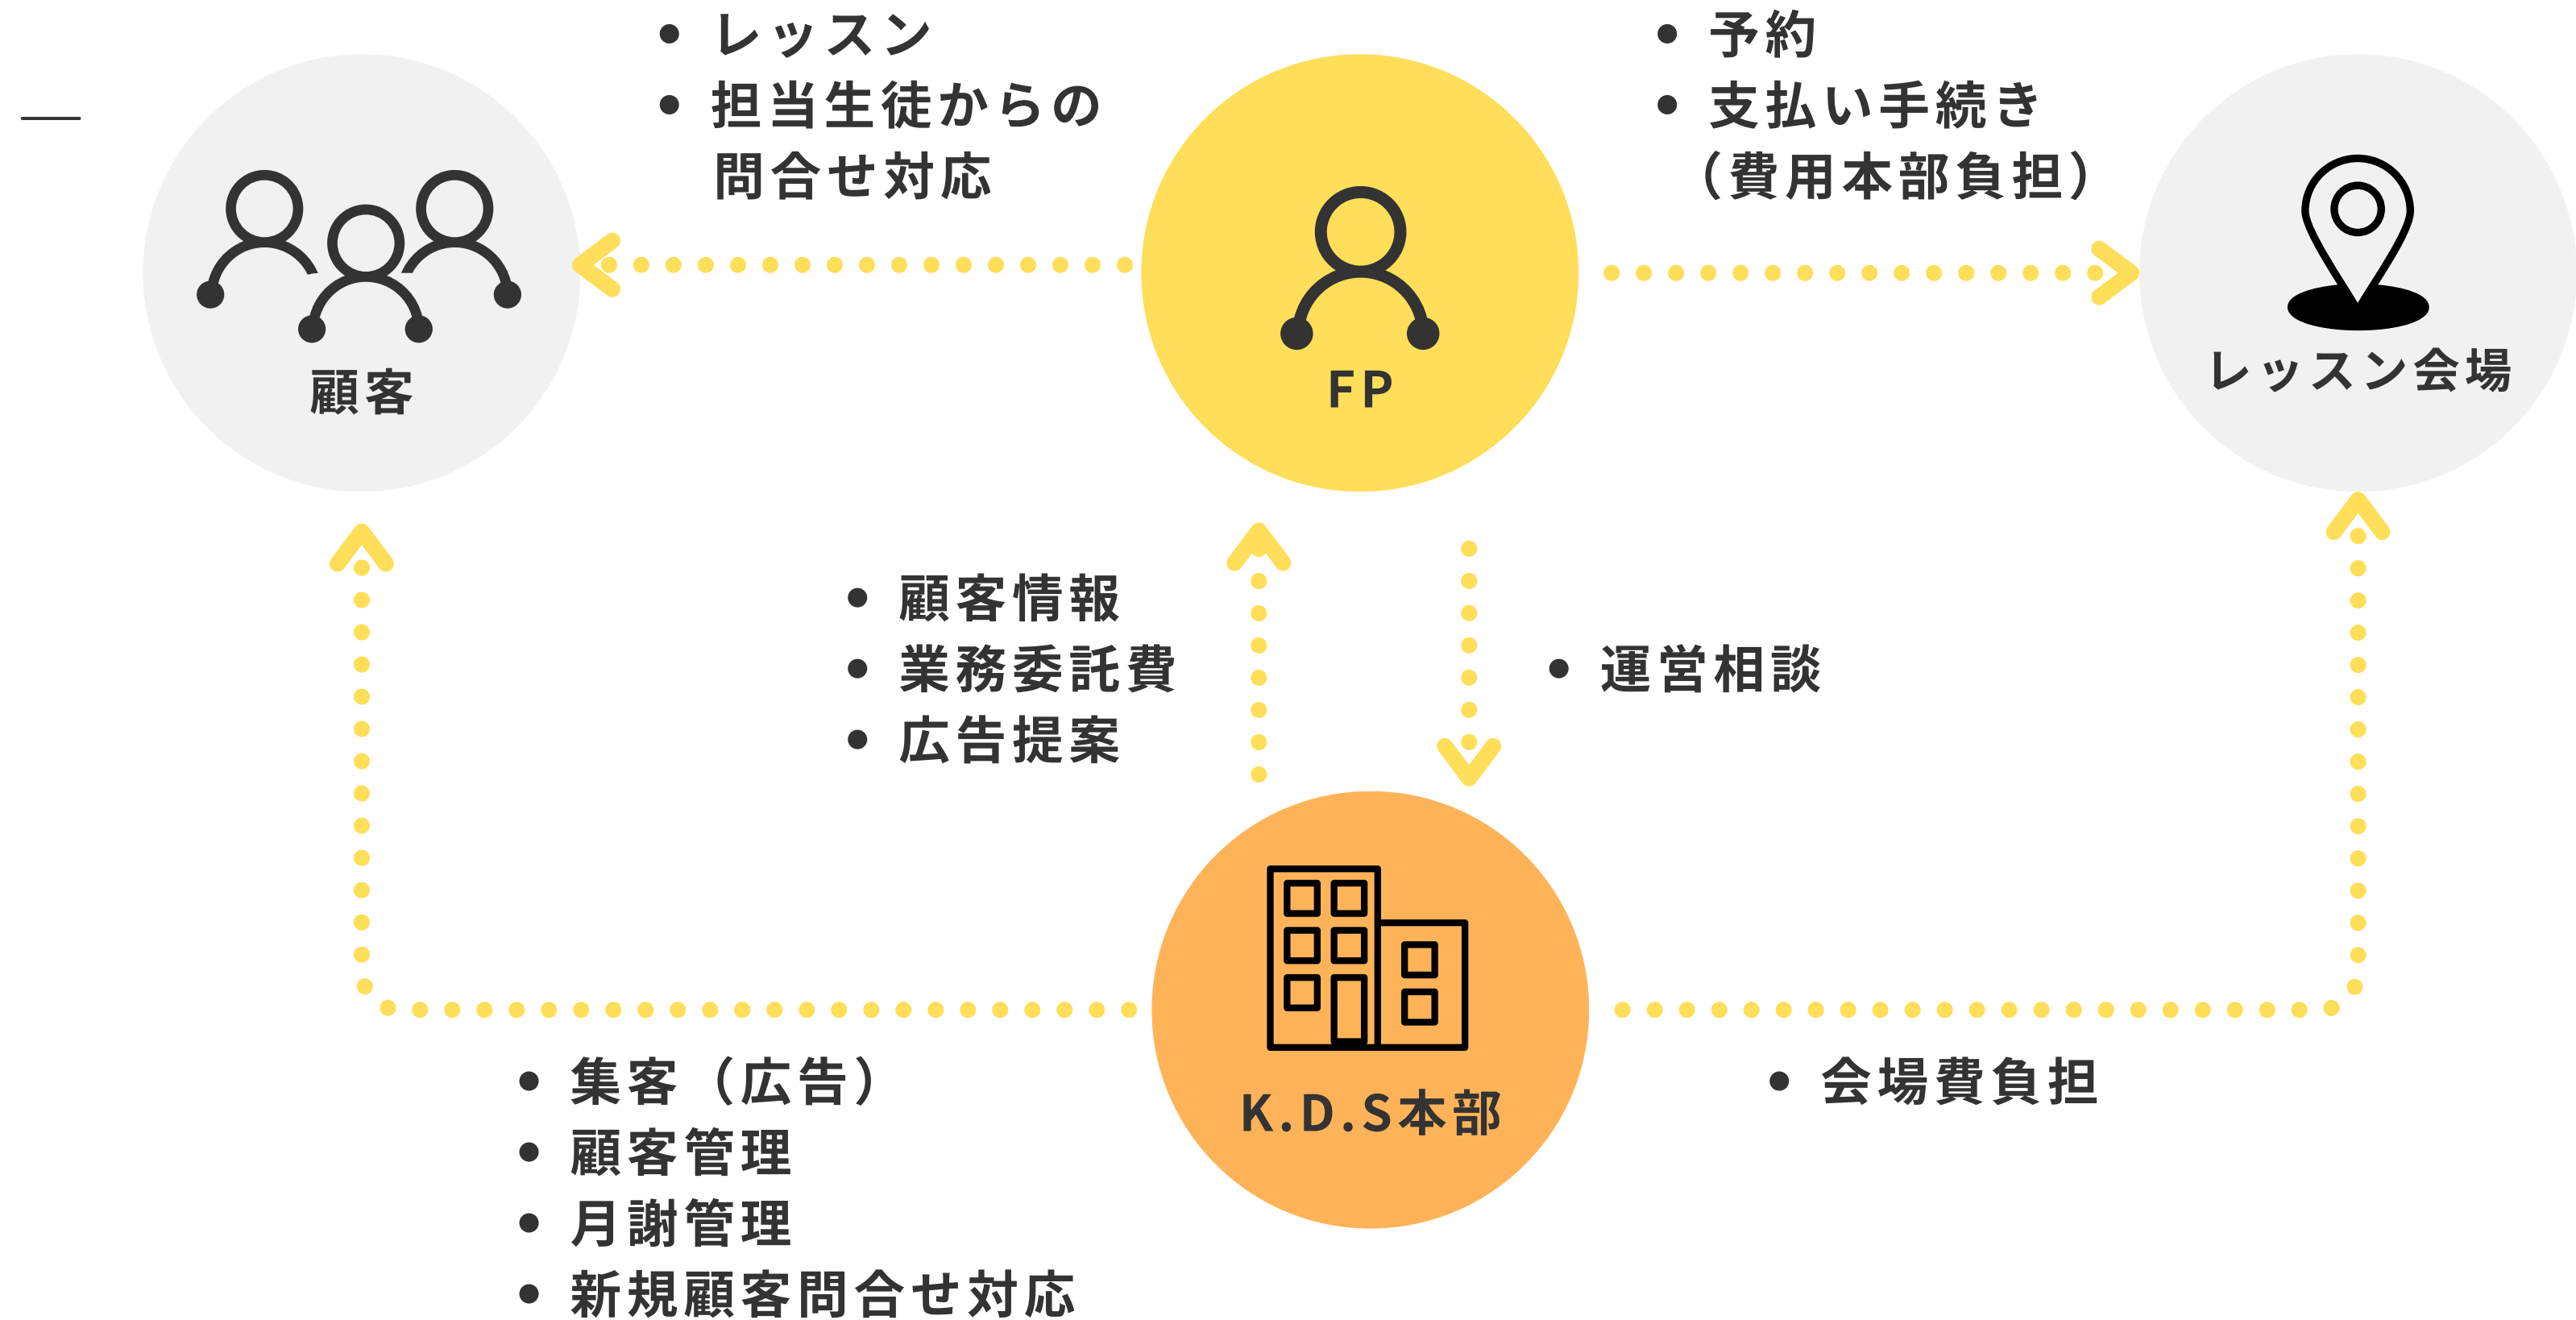 • レッスン
• 担当生徒からの
問合せ対応
• 予約
• 支払い手続き
（費用本部負担）
顧客
FP
レッスン会場
• 顧客情報
• 業務委託費
• 広告提案
• 運営相談
K.D.S本部
• 集客（広告）
• 顧客管理
• 月謝管理
• 新規顧客問合せ対応
• 会場費負担